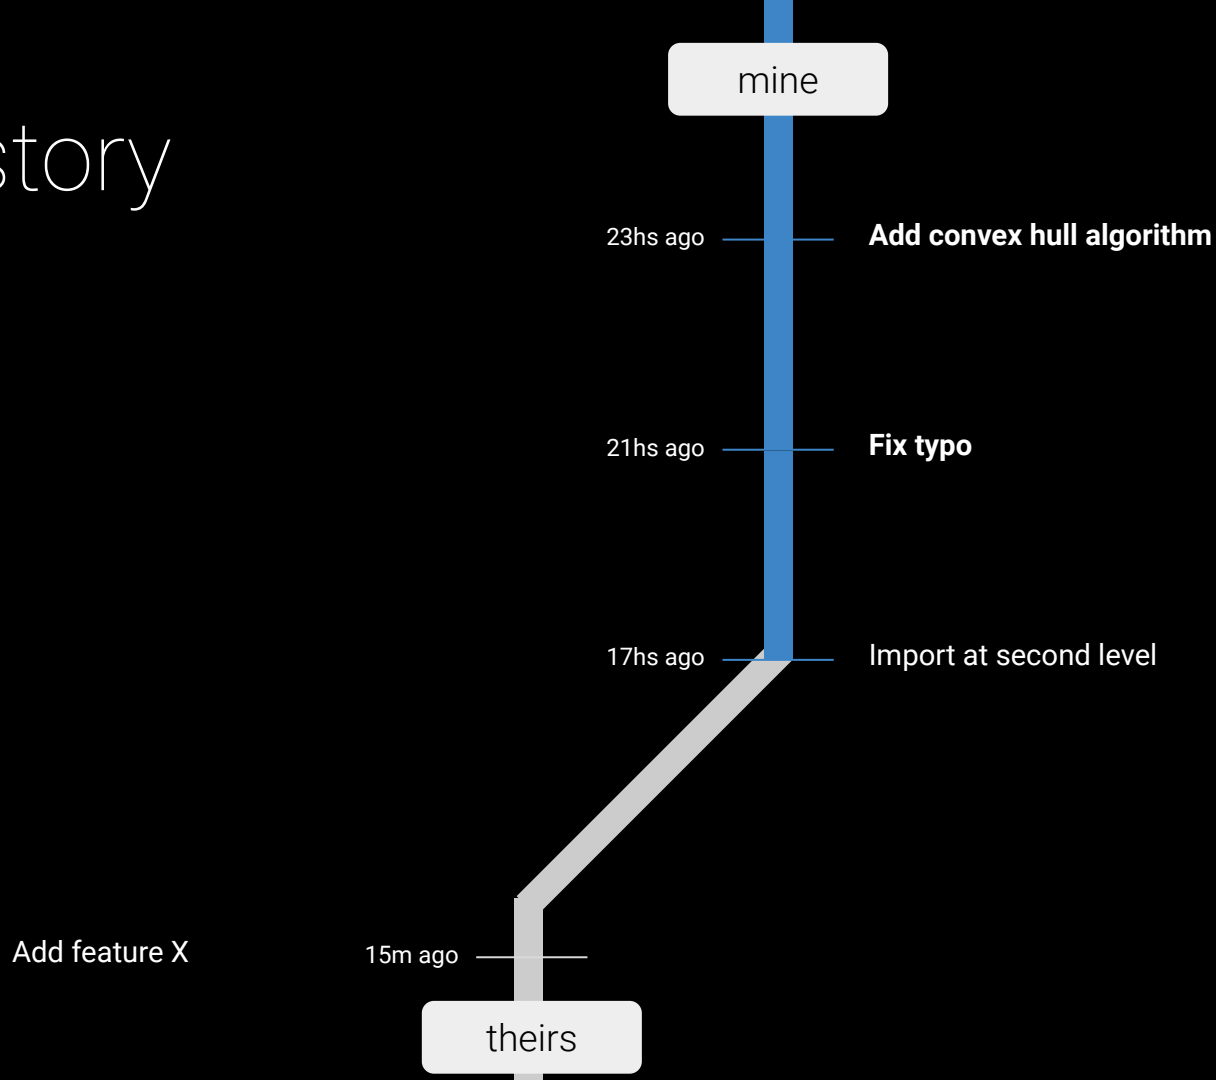 mine
story
23hs ago Add convex hull algorithm
21hs ago Fix typo
17hs ago Import at second level
Add feature X 15m ago
theirs